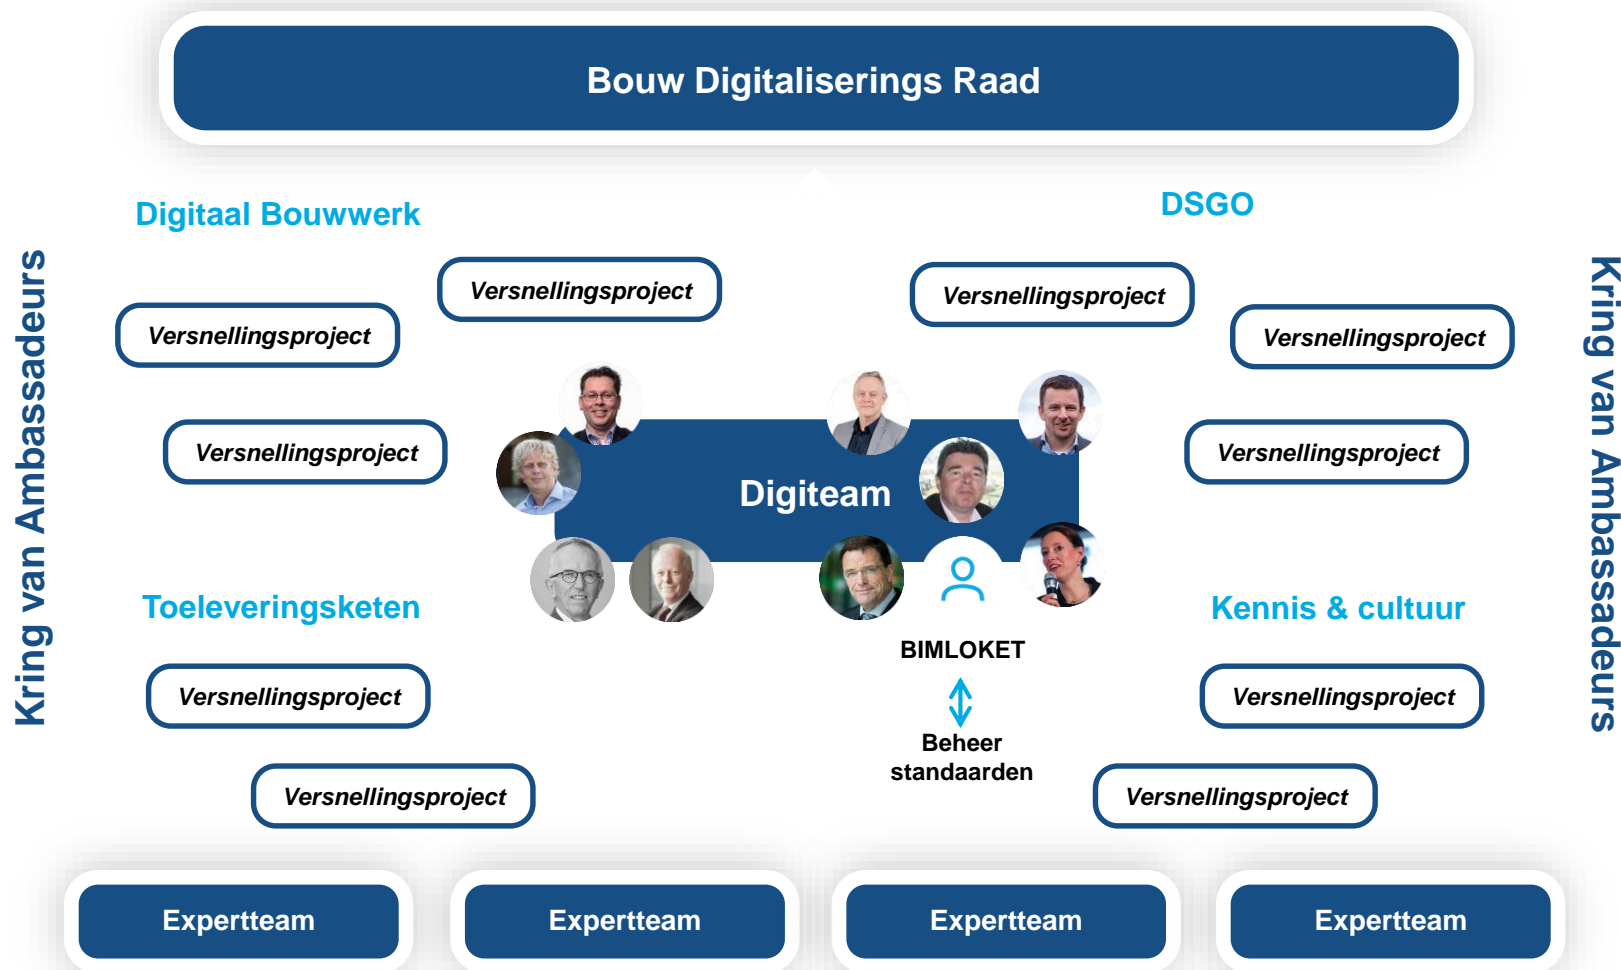 Bouw Digitaliserings Raad
Digitaal Bouwwerk
DSGO
Kring van Ambassadeurs
Kring van Ambassadeurs
Versnellingsproject
Versnellingsproject
Versnellingsproject
Versnellingsproject
Versnellingsproject
Versnellingsproject
Digiteam
Toeleveringsketen
Kennis & cultuur
BIMLOKET
Versnellingsproject
Versnellingsproject
Beheer
standaarden
Versnellingsproject
Versnellingsproject
Expertteam
Expertteam
Expertteam
Expertteam